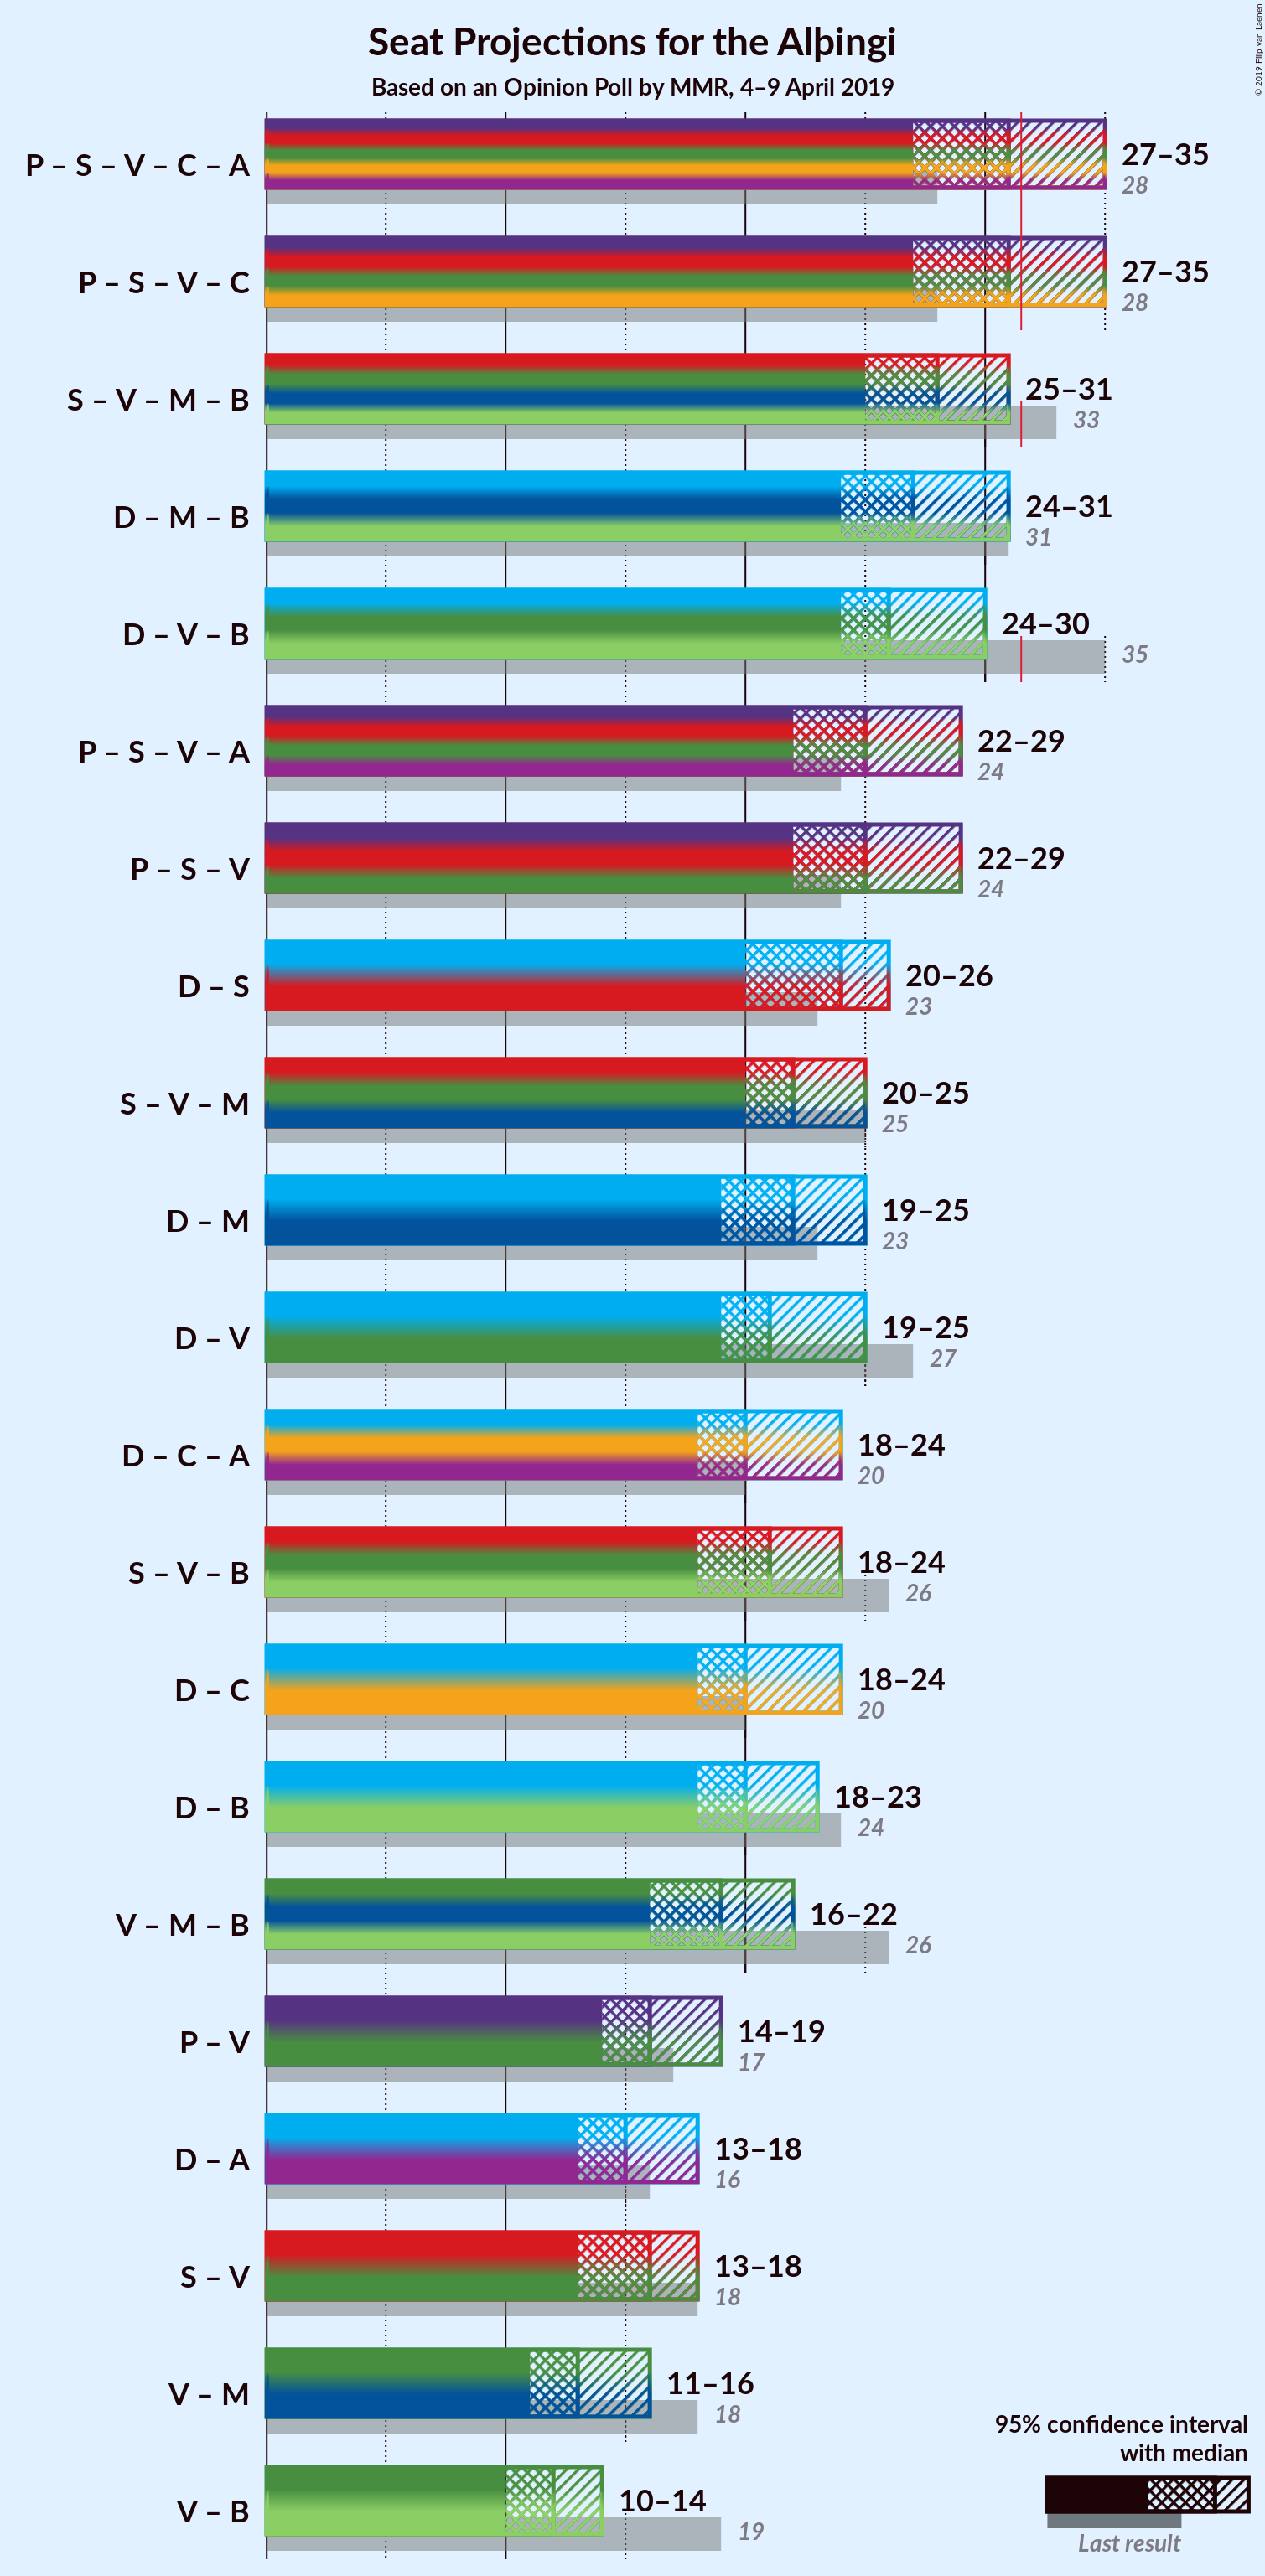 Seat Projections for the Alþingi
Based on an Opinion Poll by MMR, 4–9 April 2019
© 2019 Filip van Laenen
P – S – V – C – A
27–35
28
P – S – V – C
27–35
28
S – V – M – B
25–31
33
D – M – B
24–31
31
D – V – B
24–30
35
P – S – V – A
22–29
24
P – S – V
22–29
24
D – S
20–26
23
S – V – M
20–25
25
D – M
19–25
23
D – V
19–25
27
D – C – A
18–24
20
S – V – B
18–24
26
D – C
18–24
20
D – B
18–23
24
V – M – B
16–22
26
P – V
14–19
17
D – A
13–18
16
S – V
13–18
18
V – M
11–16
18
V – B
10–14
19
95% confidence interval
with median
Last result